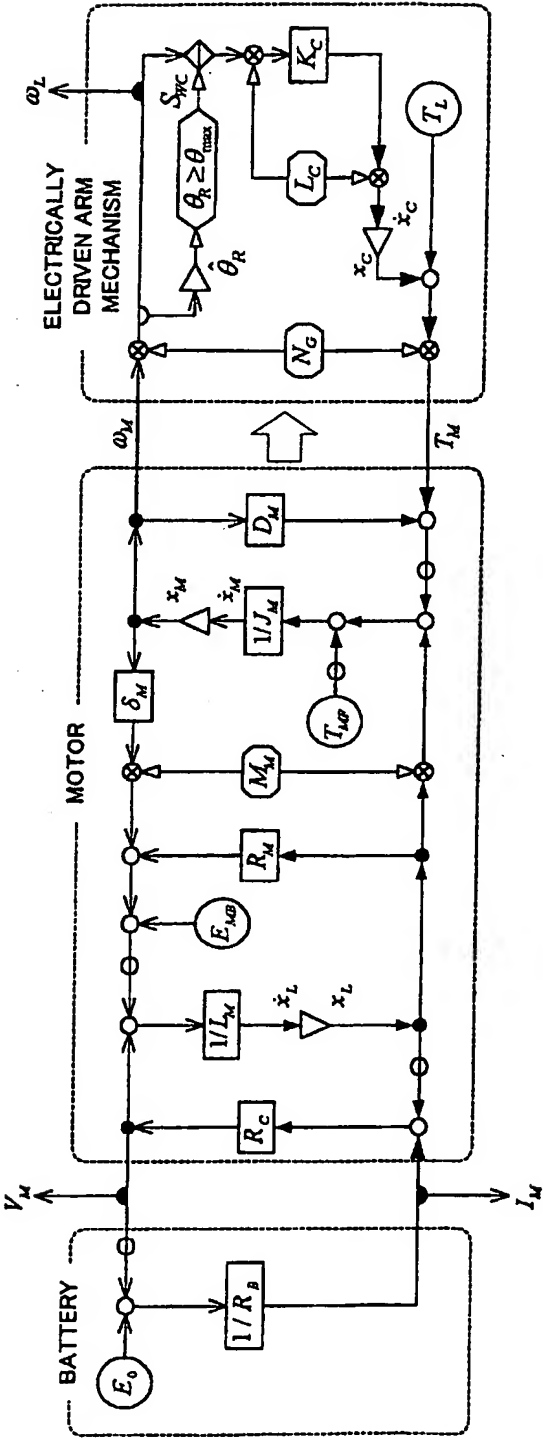 BATTERY
E₀
1/R_B
V_M
I_M
MOTOR
R_C
1/L_M
ẋ_L
x_L
E_MB
R_M
M_M
δ_M
T_MF
1/J_M
ẋ_M
x_M
D_M
ω_M
T_M
ELECTRICALLY
DRIVEN ARM
MECHANISM
ω_L
N_G
θ̂_R
θ_R ≥ θ_max
S_WC
L_C
K_C
ẋ_C
x_C
T_L